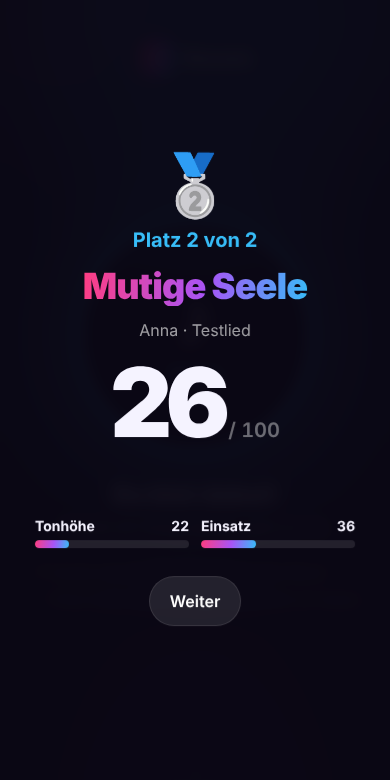 2
Platz 2 von 2
Mutige Seele
Anna · Testlied
26 / 100
Tonhöhe 22 Einsatz 36
Weiter